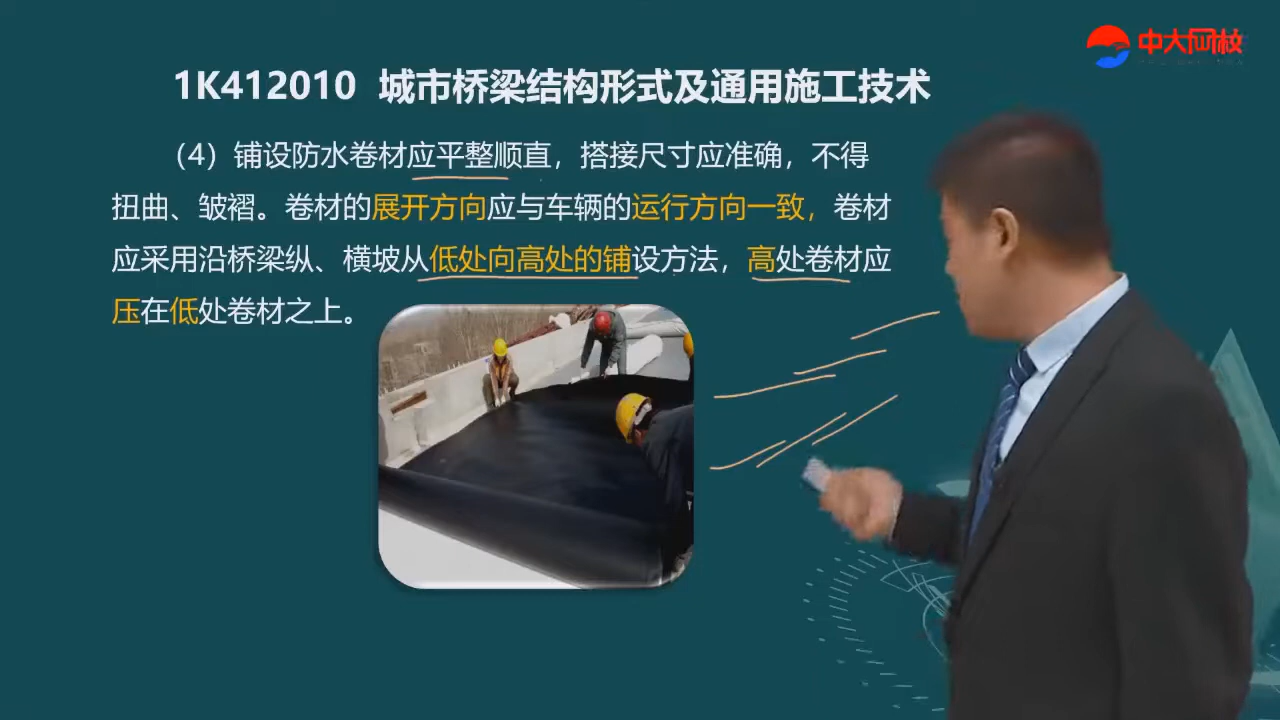 中大网校
1K412010 城市桥梁结构形式及通用施工技术
（4）铺设防水卷材应平整顺直，搭接尺寸应准确，不得
扭曲、皱褶。卷材的展开方向应与车辆的运行方向一致，卷材
应采用沿桥梁纵、横坡从低处向高处的铺设方法，高处卷材应
压在低处卷材之上。